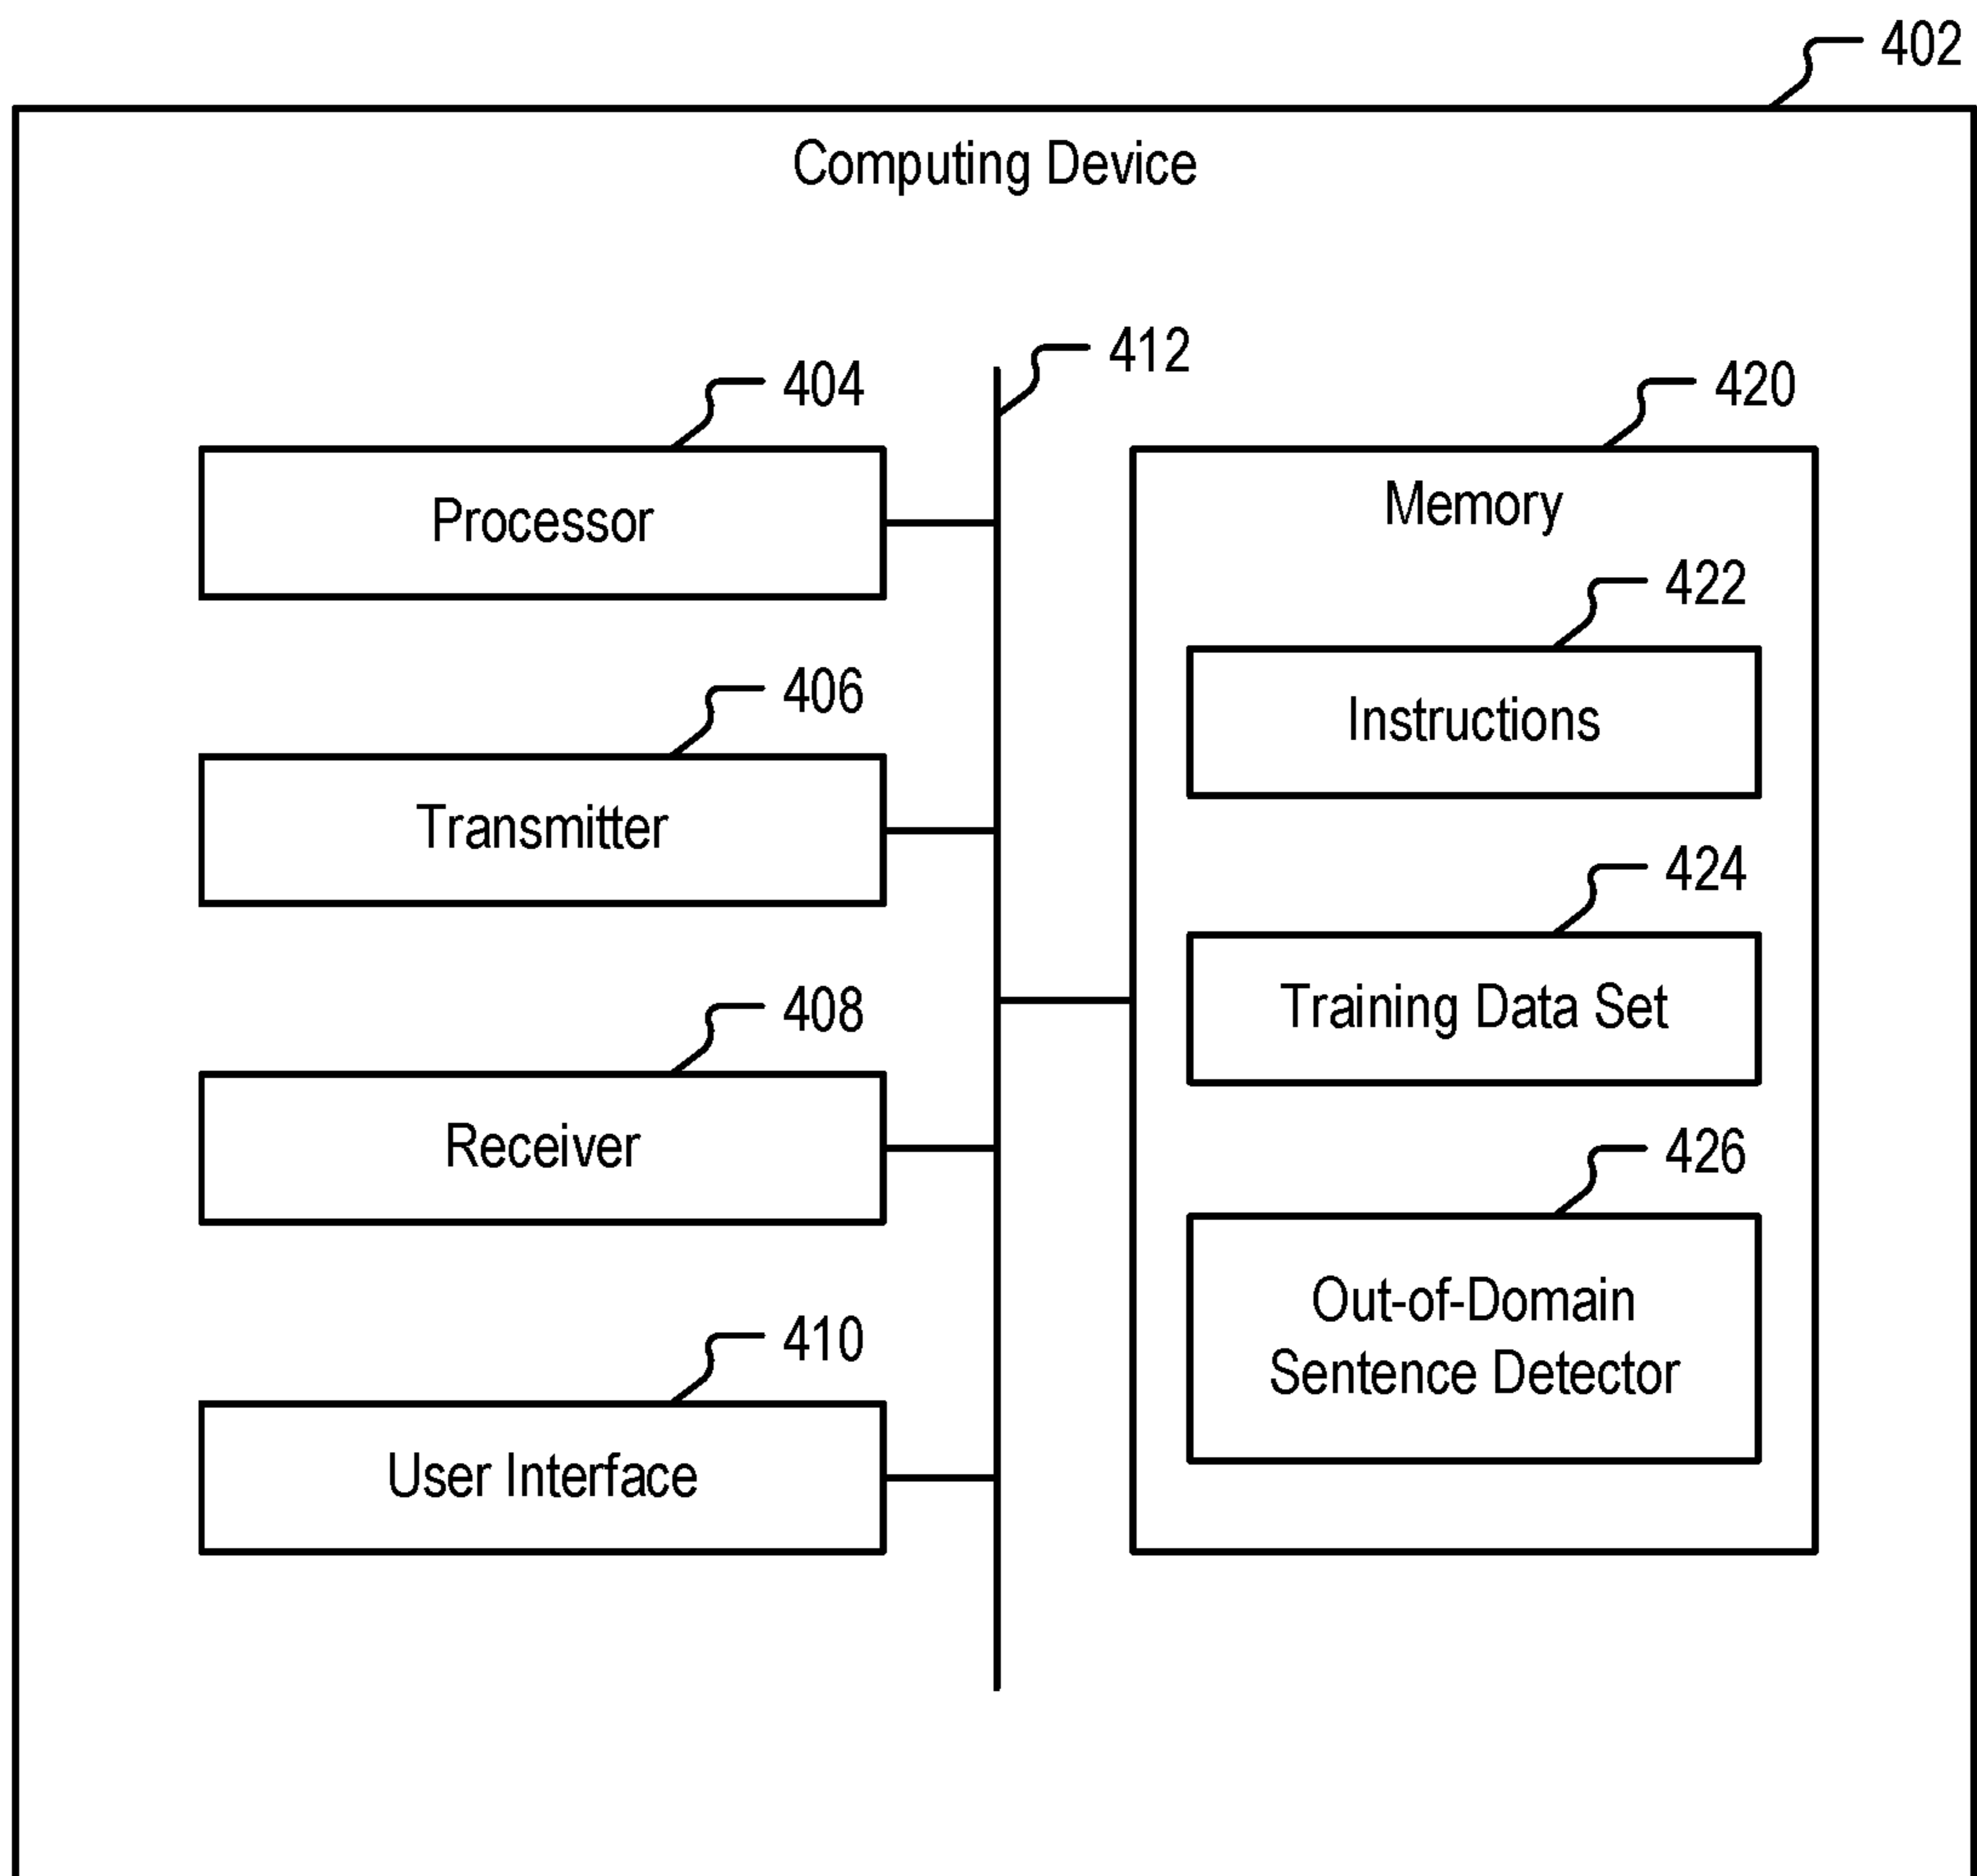 402
Computing Device
412
404
420
Processor
Memory
422
406
Instructions
Transmitter
424
408
Training Data Set
Receiver
426
410
Out-of-Domain
Sentence Detector
User Interface